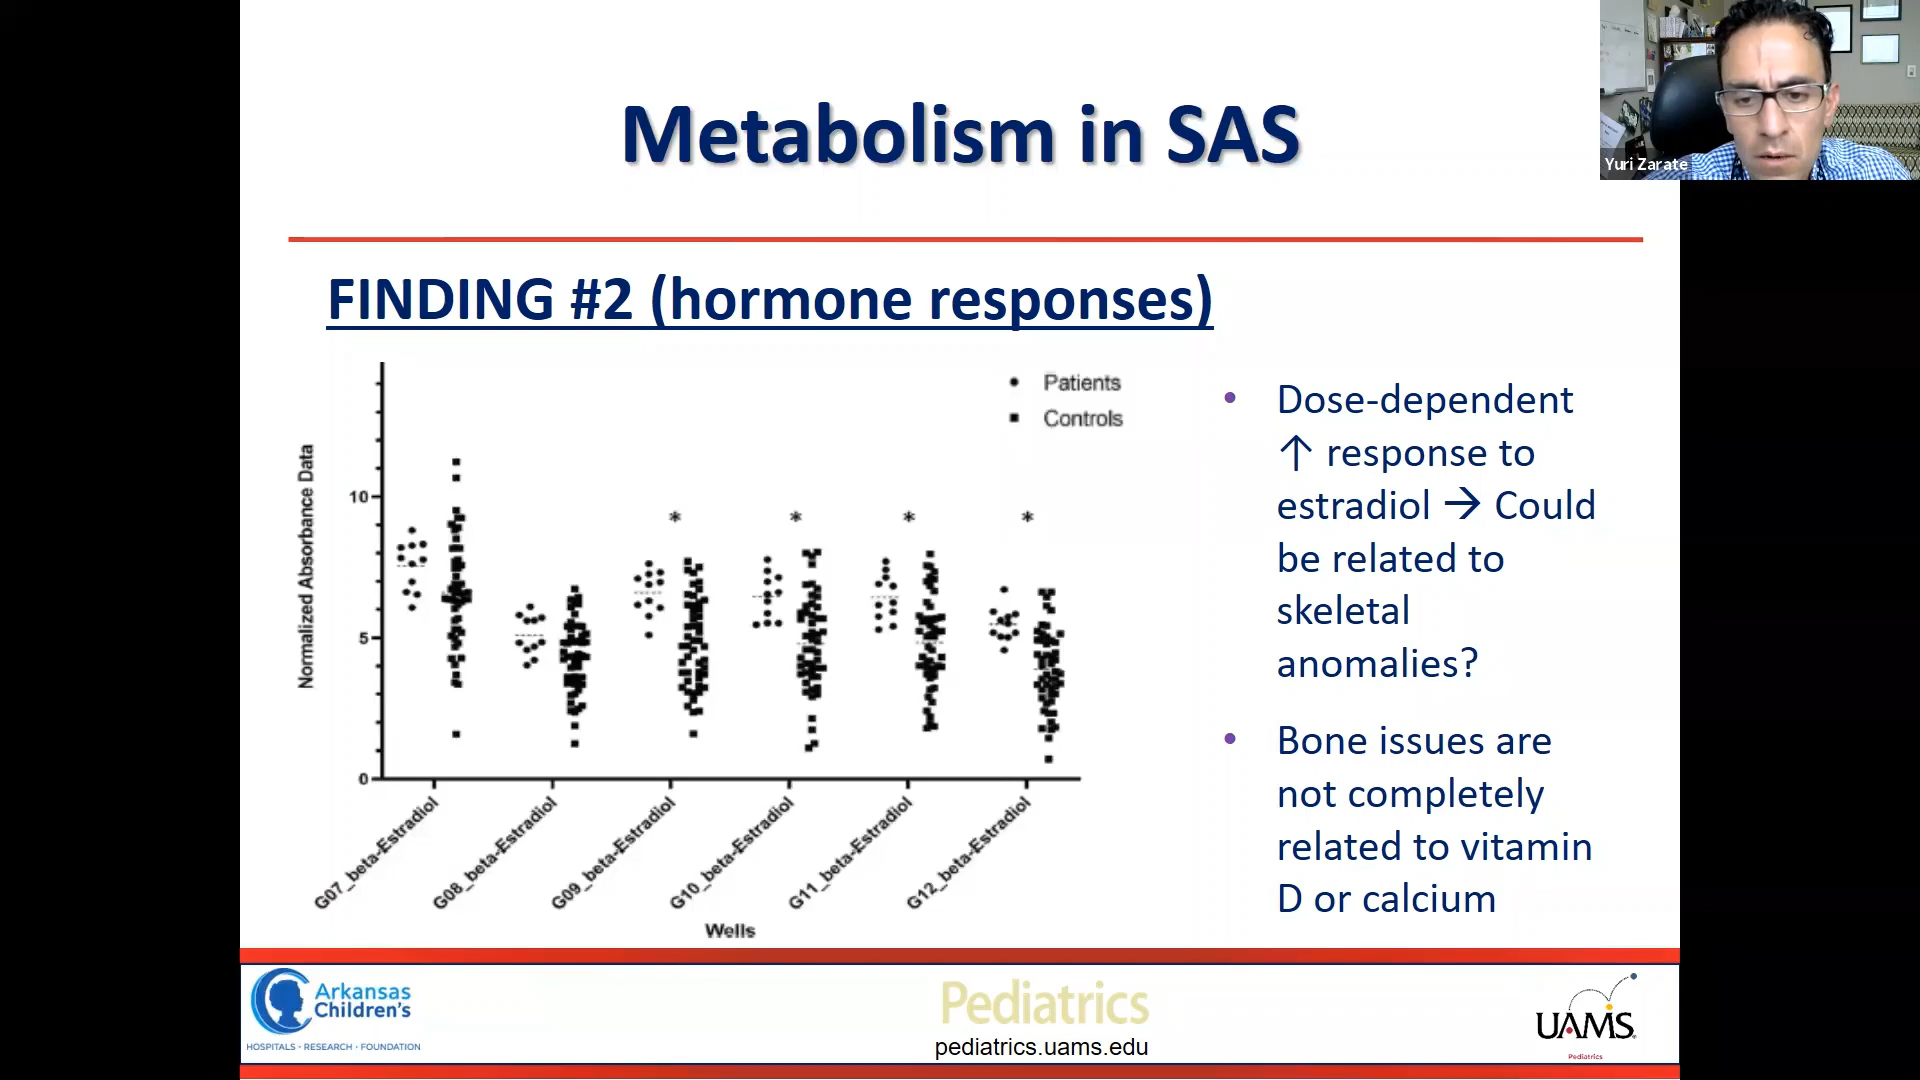 Metabolism in SAS
Yuri Zarate
FINDING #2 (hormone responses)
Patients
Controls
Normalized Absorbance Data
10
5
0
*
*
*
*
G07_beta-Estradiol
G08_beta-Estradiol
G09_beta-Estradiol
G10_beta-Estradiol
G11_beta-Estradiol
G12_beta-Estradiol
Wells
• Dose-dependent
↑ response to
estradiol → Could
be related to
skeletal
anomalies?
• Bone issues are
not completely
related to vitamin
D or calcium
Arkansas
Children's
HOSPITALS • RESEARCH • FOUNDATION
Pediatrics
pediatrics.uams.edu
UAMS
Pediatrics